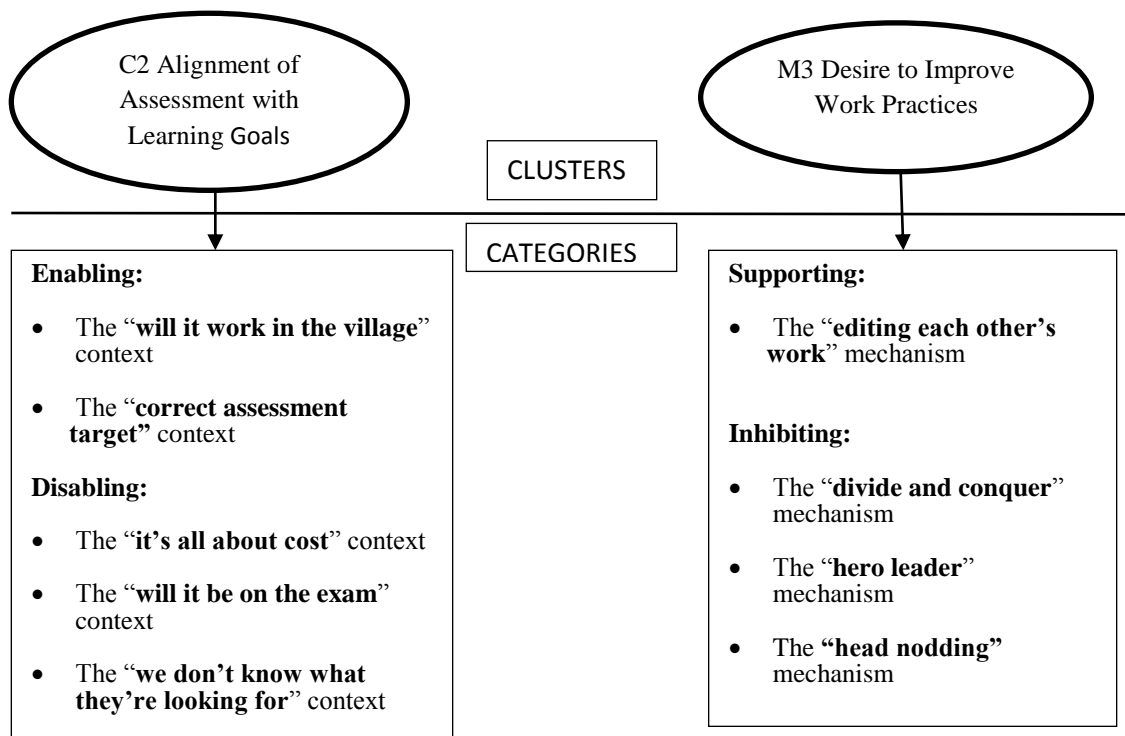 C2 Alignment of
Assessment with
Learning Goals
M3 Desire to Improve
Work Practices
CLUSTERS
CATEGORIES
Enabling:
• The “will it work in the village”
context
• The “correct assessment
target” context
Disabling:
• The “it’s all about cost” context
• The “will it be on the exam”
context
• The “we don’t know what
they’re looking for” context
Supporting:
• The “editing each other’s
work” mechanism
Inhibiting:
• The “divide and conquer”
mechanism
• The “hero leader”
mechanism
• The “head nodding”
mechanism